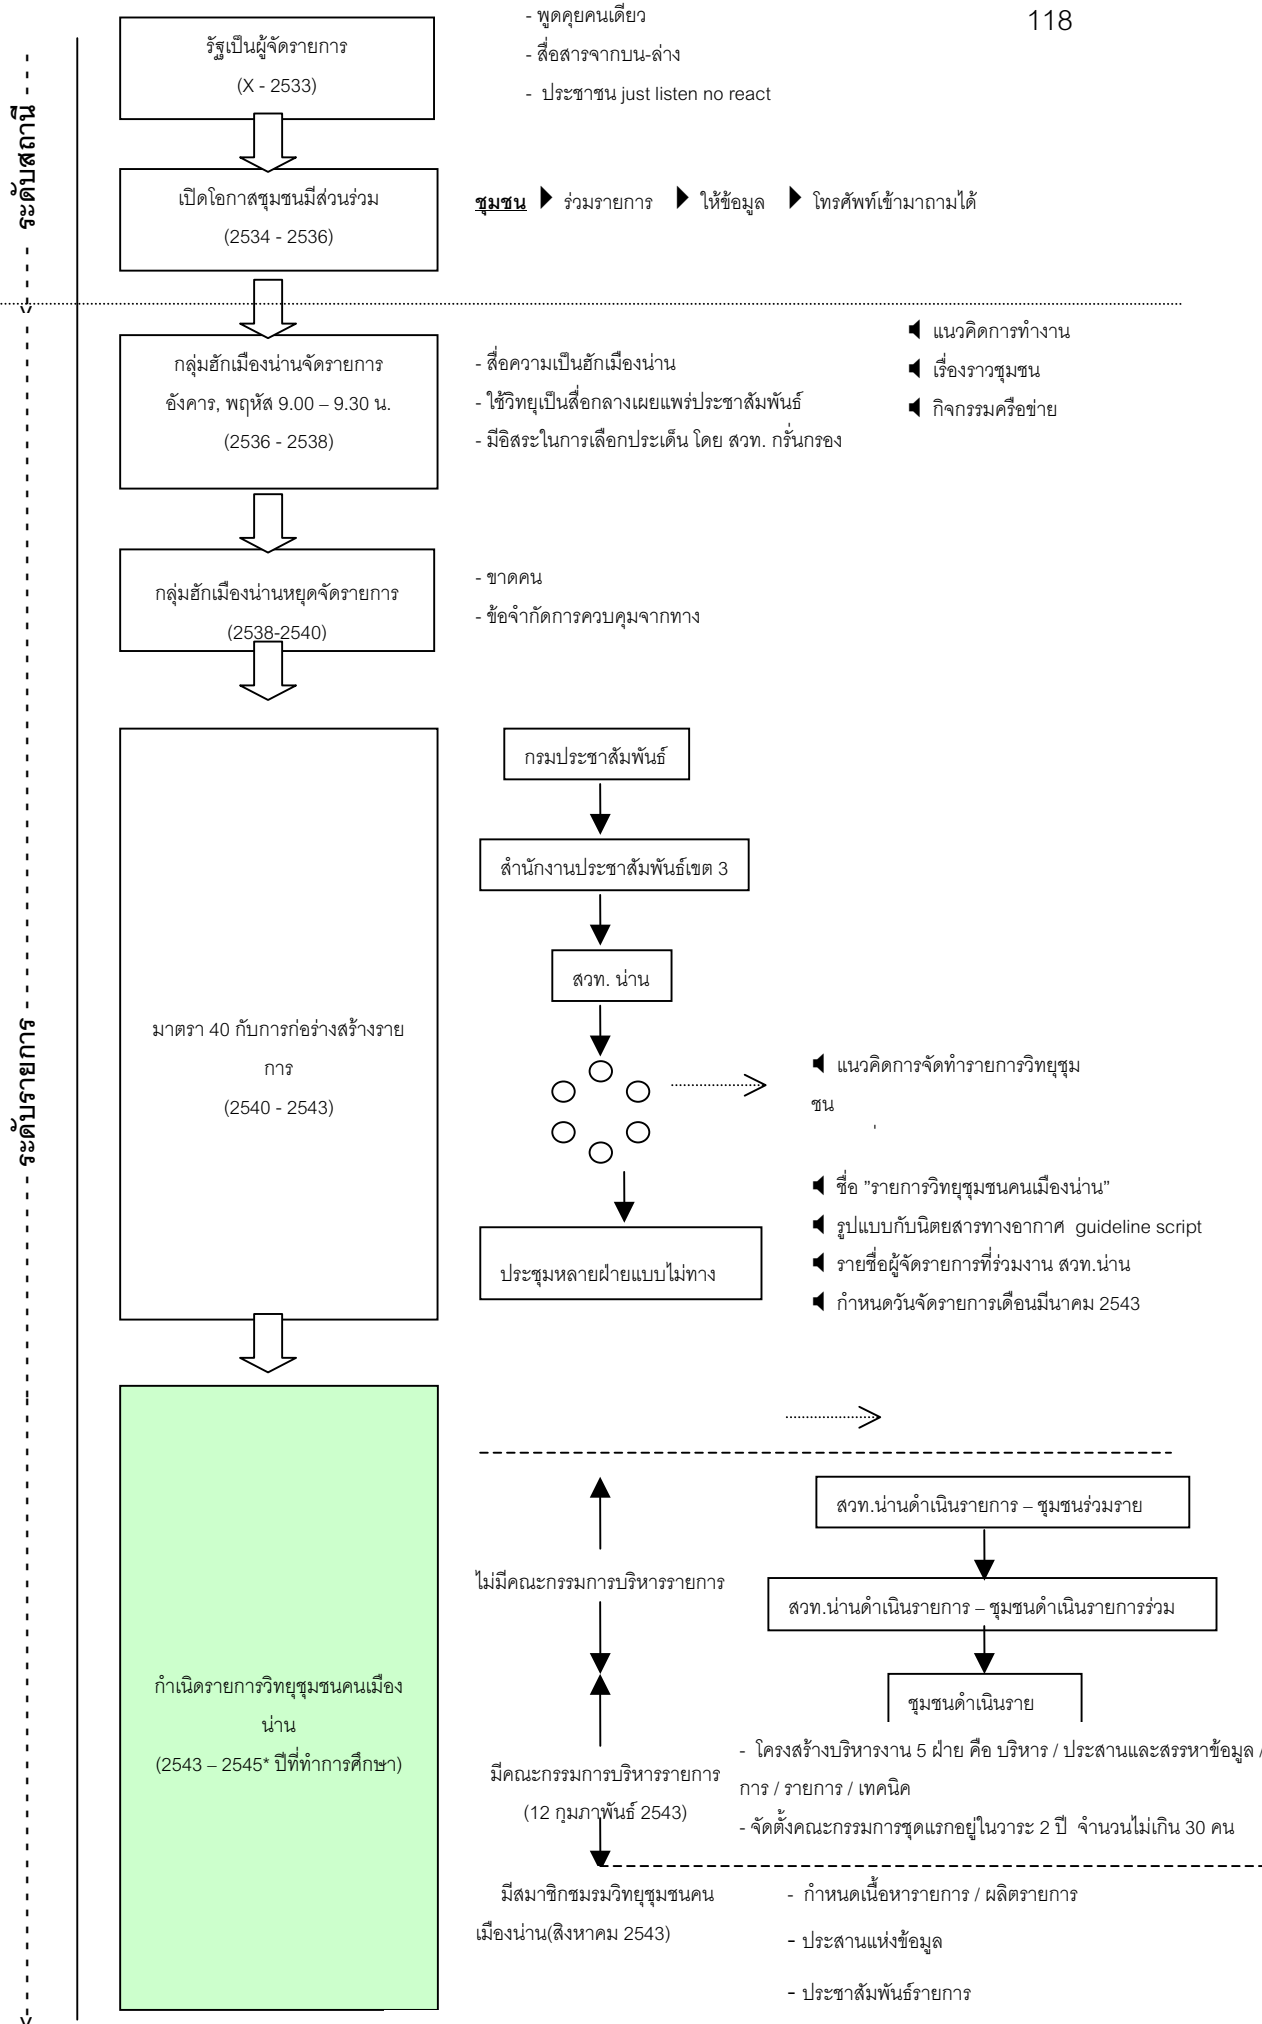 118
ระดับสถานี
รัฐเป็นผู้จัดรายการ
(X - 2533)
- พูดคุยคนเดียว
- สื่อสารจากบน-ล่าง
- ประชาชน just listen no react
เปิดโอกาสชุมชนมีส่วนร่วม
(2534 - 2536)
ชุมชน ▶ ร่วมรายการ ▶ ให้ข้อมูล ▶ โทรศัพท์เข้ามาถามได้
ระดับรายการ
กลุ่มฮักเมืองน่านจัดรายการ
อังคาร, พฤหัส 9.00 – 9.30 น.
(2536 - 2538)
- สื่อความเป็นฮักเมืองน่าน
- ใช้วิทยุเป็นสื่อกลางเผยแพร่ประชาสัมพันธ์
- มีอิสระในการเลือกประเด็น โดย สวท. กรั่นกรอง
แนวคิดการทำงาน
เรื่องราวชุมชน
กิจกรรมครือข่าย
กลุ่มฮักเมืองน่านหยุดจัดรายการ
(2538-2540)
- ขาดคน
- ข้อจำกัดการควบคุมจากทาง
มาตรา 40 กับการก่อร่างสร้างราย
การ
(2540 - 2543)
กรมประชาสัมพันธ์
สำนักงานประชาสัมพันธ์เขต 3
สวท. น่าน
ประชุมหลายฝ่ายแบบไม่ทาง
แนวคิดการจัดทำรายการวิทยุชุม
ชน
ชื่อ "รายการวิทยุชุมชนคนเมืองน่าน"
รูปแบบกับนิตยสารทางอากาศ guideline script
รายชื่อผู้จัดรายการที่ร่วมงาน สวท.น่าน
กำหนดวันจัดรายการเดือนมีนาคม 2543
กำเนิดรายการวิทยุชุมชนคนเมือง
น่าน
(2543 – 2545* ปีที่ทำการศึกษา)
ไม่มีคณะกรรมการบริหารรายการ
มีคณะกรรมการบริหารรายการ
(12 กุมภาพันธ์ 2543)
มีสมาชิกชมรมวิทยุชุมชนคน
เมืองน่าน(สิงหาคม 2543)
สวท.น่านดำเนินรายการ – ชุมชนร่วมราย
สวท.น่านดำเนินรายการ – ชุมชนดำเนินรายการร่วม
ชุมชนดำเนินราย
- โครงสร้างบริหารงาน 5 ฝ่าย คือ บริหาร / ประสานและสรรหาข้อมูล /
การ / รายการ / เทคนิค
- จัดตั้งคณะกรรมการชุดแรกอยู่ในวาระ 2 ปี จำนวนไม่เกิน 30 คน
- กำหนดเนื้อหารายการ / ผลิตรายการ
- ประสานแห่งข้อมูล
- ประชาสัมพันธ์รายการ